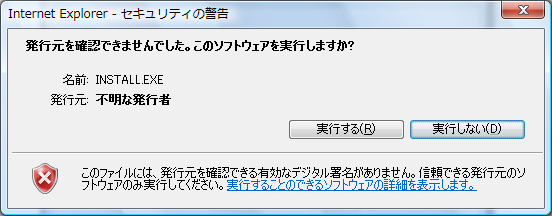 Internet Explorer - セキュリティの警告
発行元を確認できませんでした。このソフトウェアを実行しますか?
名前: INSTALL.EXE
発行元: 不明な発行者
実行する(R) 実行しない(D)
このファイルには、発行元を確認できる有効なデジタル署名がありません。信頼できる発行元のソ
フトウェアのみ実行してください。実行することのできるソフトウェアの詳細を表示します。